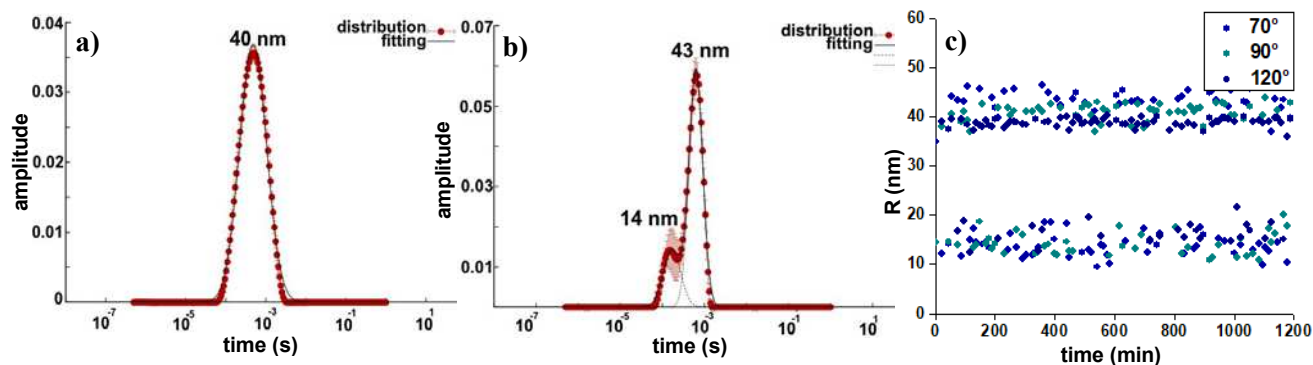 a)
40 nm
distribution
fitting
0.04
0.03
0.02
0.01
0
amplitude
10-7
10-5
10-3
10-1
10
time (s)
b)
43 nm
14 nm
distribution
fitting
0.07
0.05
0.03
0.01
amplitude
10-7
10-5
10-3
10-1
10
time (s)
c)
70°
90°
120°
60
50
40
30
20
10
0
R (nm)
0
200
400
600
800
1000
1200
time (min)